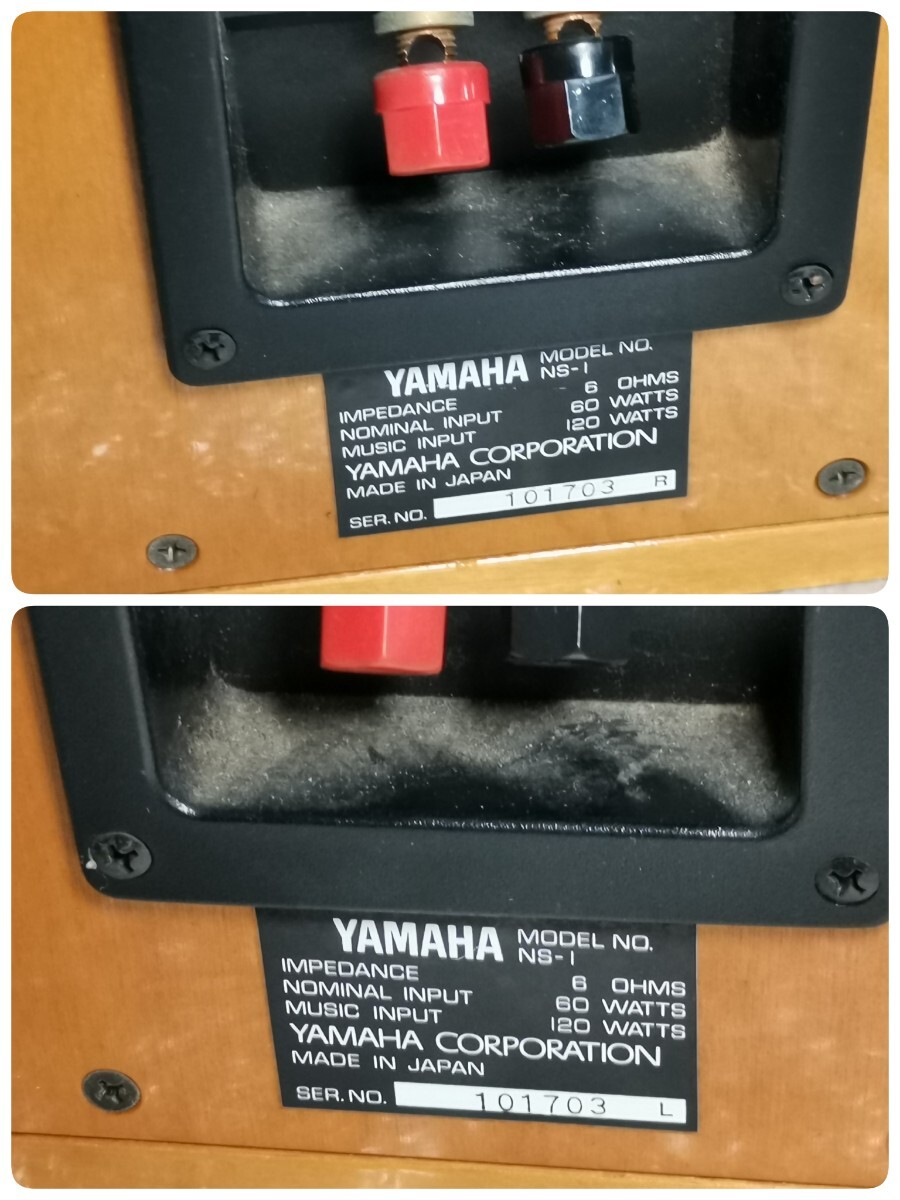 YAMAHA MODEL NO.
NS-1
IMPEDANCE 6 OHMS
NOMINAL INPUT 60 WATTS
MUSIC INPUT 120 WATTS
YAMAHA CORPORATION
MADE IN JAPAN
SER. NO. 101703 R
YAMAHA MODEL NO.
NS-1
IMPEDANCE 6 OHMS
NOMINAL INPUT 60 WATTS
MUSIC INPUT 120 WATTS
YAMAHA CORPORATION
MADE IN JAPAN
SER. NO. 101703 L